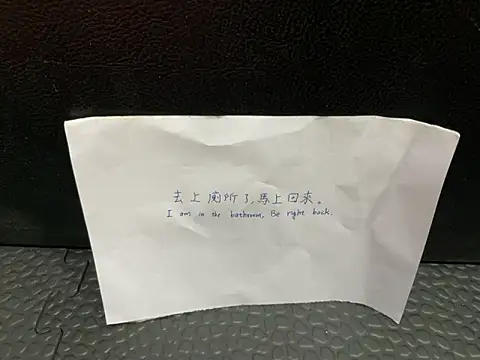 去上廁所了,馬上回來。
I am in the bathroom, Be right back.